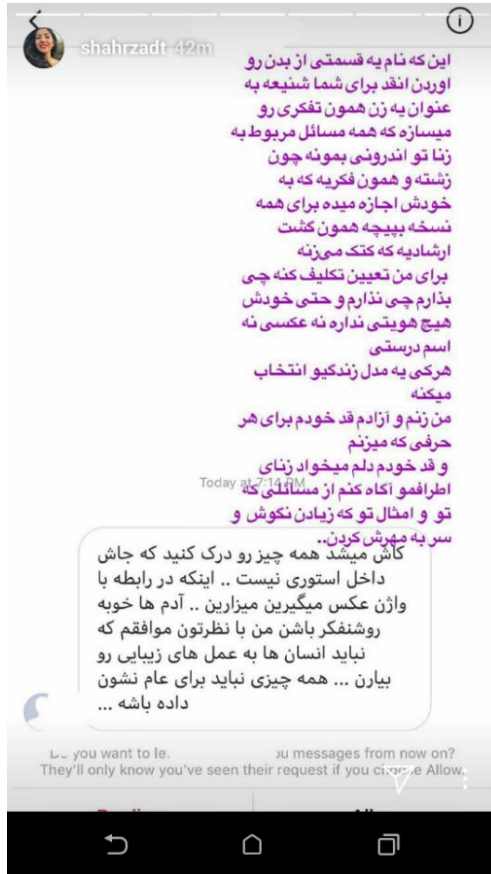 shahrzadt 42m
این که نام یه قسمتی از بدن رو
اوردن انقد برای شما شنیعه به
عنوان یه زن همون تفکری رو
میسازه که همه مسائل مربوط به
زنا تو اندرونی بمونه چون
زشته و همون فکریه که به
خودش اجازه میده برای همه
نسخه بپیچه همون گشت
ارشادیه که کتک می‌زنه
برای من تعیین تکلیف کنه چی
بذارم چی نذارم و حتی خودش
هیچ هویتی نداره نه عکسی نه
اسم درستی
هرکی یه مدل زندگیو انتخاب
میکنه
من زنم و آزادم قد خودم برای هر
حرفی که میزنم
و قد خودم دلم میخواد زنای
Today at 7:14 PM
اطرافمو آگاه کنم از مسائلی که
تو و امثال تو که زیادن نکوش و
سر به مهرش کردن..
کاش میشد همه چیز رو درک کنید که جاش
داخل استوری نیست .. اینکه در رابطه با
واژن عکس میگیرین میزارین .. آدم ها خوبه
روشنفکر باشن من با نظرتون موافقم که
نباید انسان ها به عمل های زیبایی رو
بیارن ... همه چیزی نباید برای عام نشون
داده باشه ...
you want to le. ou messages from now on?
They'll only know you've seen their request if you choose Allow.